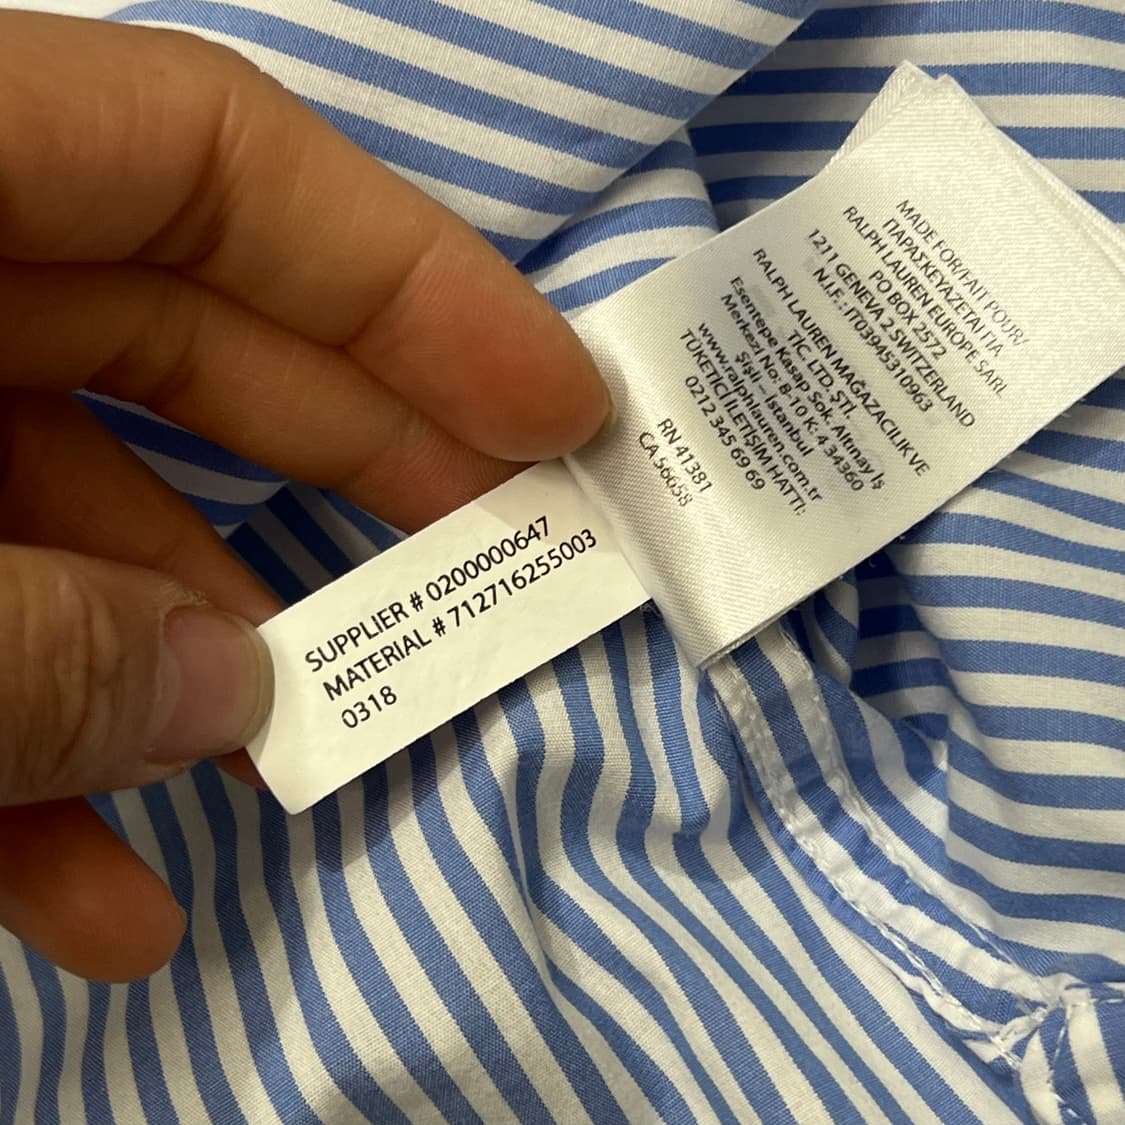 MADE FOR/FAIT POUR/
ΠΑΡΑΣΚΕΥΑΖΕΤΑΙ ΓΙΑ
RALPH LAUREN EUROPE SARL
PO BOX 2572
1211 GENEVA 2 SWITZERLAND
N.I.F.: IT03945310963
RALPH LAUREN MAĞAZACILIK VE
TİC. LTD. ŞTİ.
Esentepe Kasap Sok. Altınay İş
Merkezi No: 8-10 K: 4 34360
Şişli – İstanbul
www.ralphlauren.com.tr
TÜKETİCİ İLETİŞİM HATTI:
0212 345 69 69
RN 41381
CA 56658
SUPPLIER # 0200000647
MATERIAL # 712716255003
0318